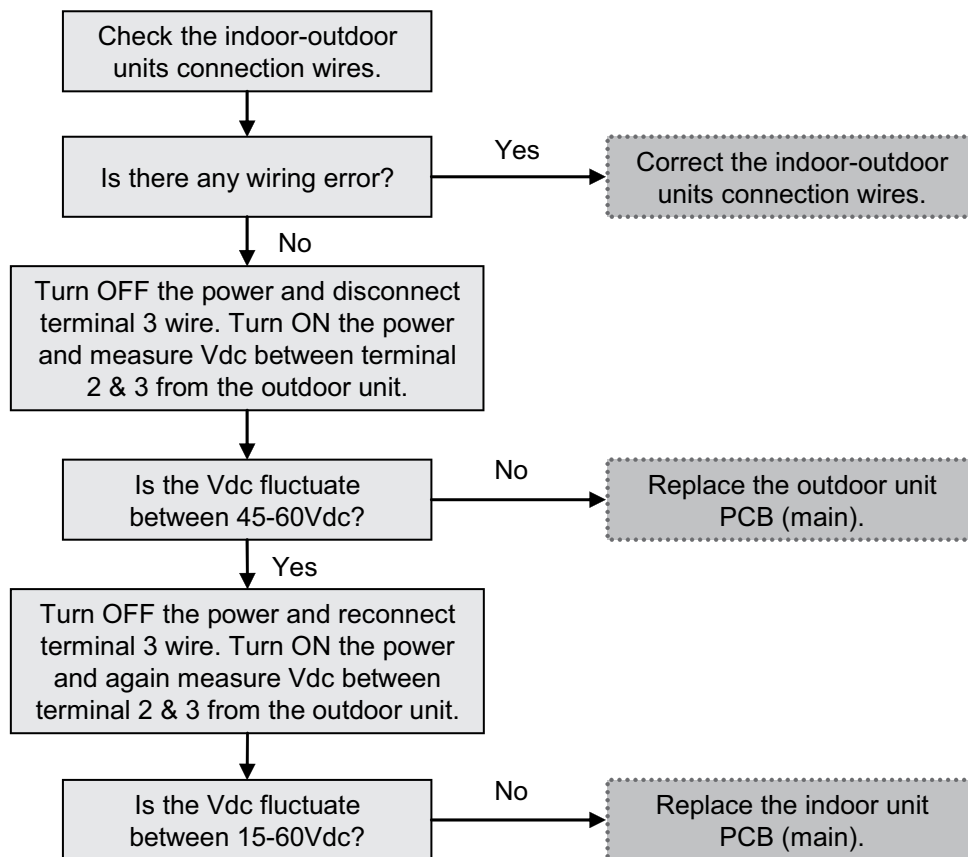 Check the indoor-outdoor
units connection wires.
Is there any wiring error?
Yes
Correct the indoor-outdoor
units connection wires.
No
Turn OFF the power and disconnect
terminal 3 wire. Turn ON the power
and measure Vdc between terminal
2 & 3 from the outdoor unit.
Is the Vdc fluctuate
between 45-60Vdc?
No
Replace the outdoor unit
PCB (main).
Yes
Turn OFF the power and reconnect
terminal 3 wire. Turn ON the power
and again measure Vdc between
terminal 2 & 3 from the outdoor unit.
Is the Vdc fluctuate
between 15-60Vdc?
No
Replace the indoor unit
PCB (main).